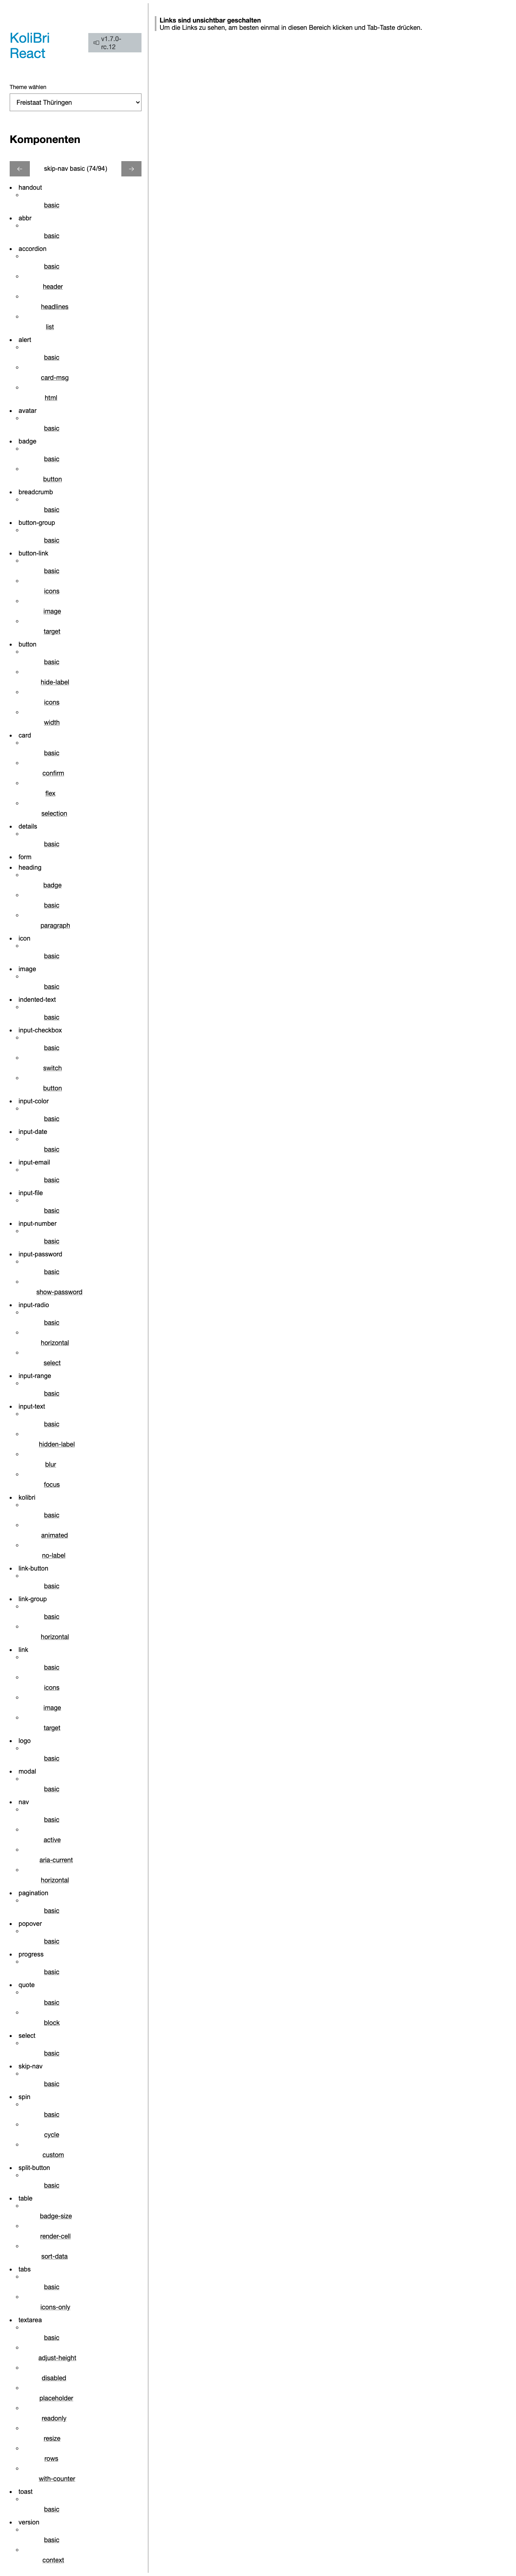 KoliBri
React
v1.7.0-
rc.12
Theme wählen
Freistaat Thüringen
Komponenten
skip-nav basic (74/94)
handout
basic
abbr
basic
accordion
basic
header
headlines
list
alert
basic
card-msg
html
avatar
basic
badge
basic
button
breadcrumb
basic
button-group
basic
button-link
basic
icons
image
target
button
basic
hide-label
icons
width
card
basic
confirm
flex
selection
details
basic
form
heading
badge
basic
paragraph
icon
basic
image
basic
indented-text
basic
input-checkbox
basic
switch
button
input-color
basic
input-date
basic
input-email
basic
input-file
basic
input-number
basic
input-password
basic
show-password
input-radio
basic
horizontal
select
input-range
basic
input-text
basic
hidden-label
blur
focus
kolibri
basic
animated
no-label
link-button
basic
link-group
basic
horizontal
link
basic
icons
image
target
logo
basic
modal
basic
nav
basic
active
aria-current
horizontal
pagination
basic
popover
basic
progress
basic
quote
basic
block
select
basic
skip-nav
basic
spin
basic
cycle
custom
split-button
basic
table
badge-size
render-cell
sort-data
tabs
basic
icons-only
textarea
basic
adjust-height
disabled
placeholder
readonly
resize
rows
with-counter
toast
basic
version
basic
context
Links sind unsichtbar geschalten
Um die Links zu sehen, am besten einmal in diesen Bereich klicken und Tab-Taste drücken.